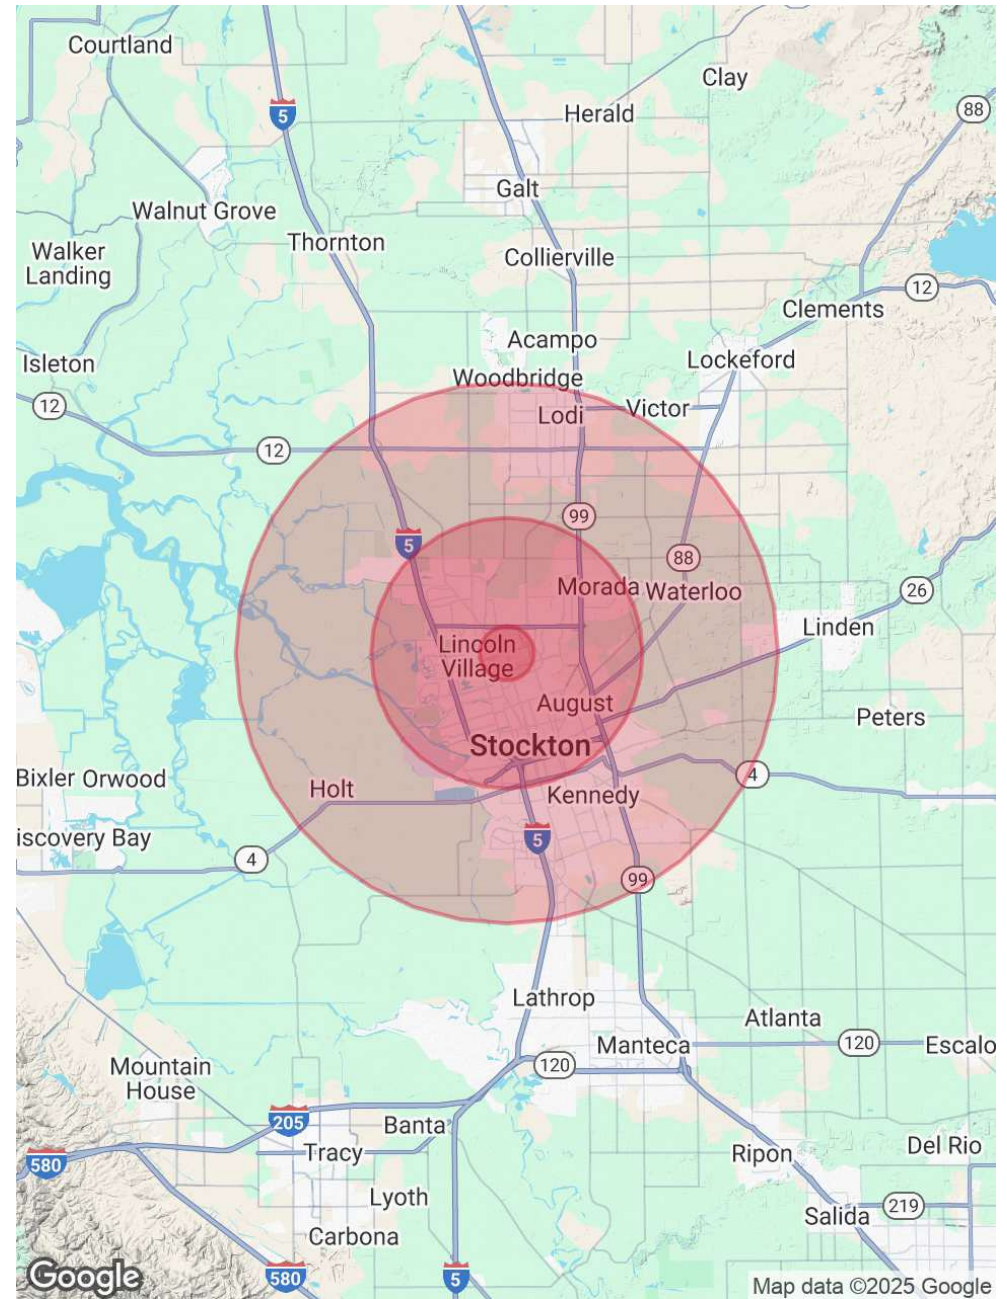 Courtland
Clay
88
5
Herald
Galt
Walnut Grove
Thornton
Walker
Landing
Collierville
12
Clements
Acampo
Lockeford
Isleton
Woodbridge
12
Lodi
Victor
12
99
5
88
Morada
Waterloo
26
Lincoln
Village
Linden
August
Peters
Stockton
4
Bixler
Orwood
Holt
Kennedy
iscovery Bay
5
4
99
Lathrop
Atlanta
Manteca
120
Escalo
120
Mountain
House
205
Banta
580
Tracy
Ripon
Del Rio
Lyoth
219
Salida
Carbona
Google
580
5
Map data ©2025 Google